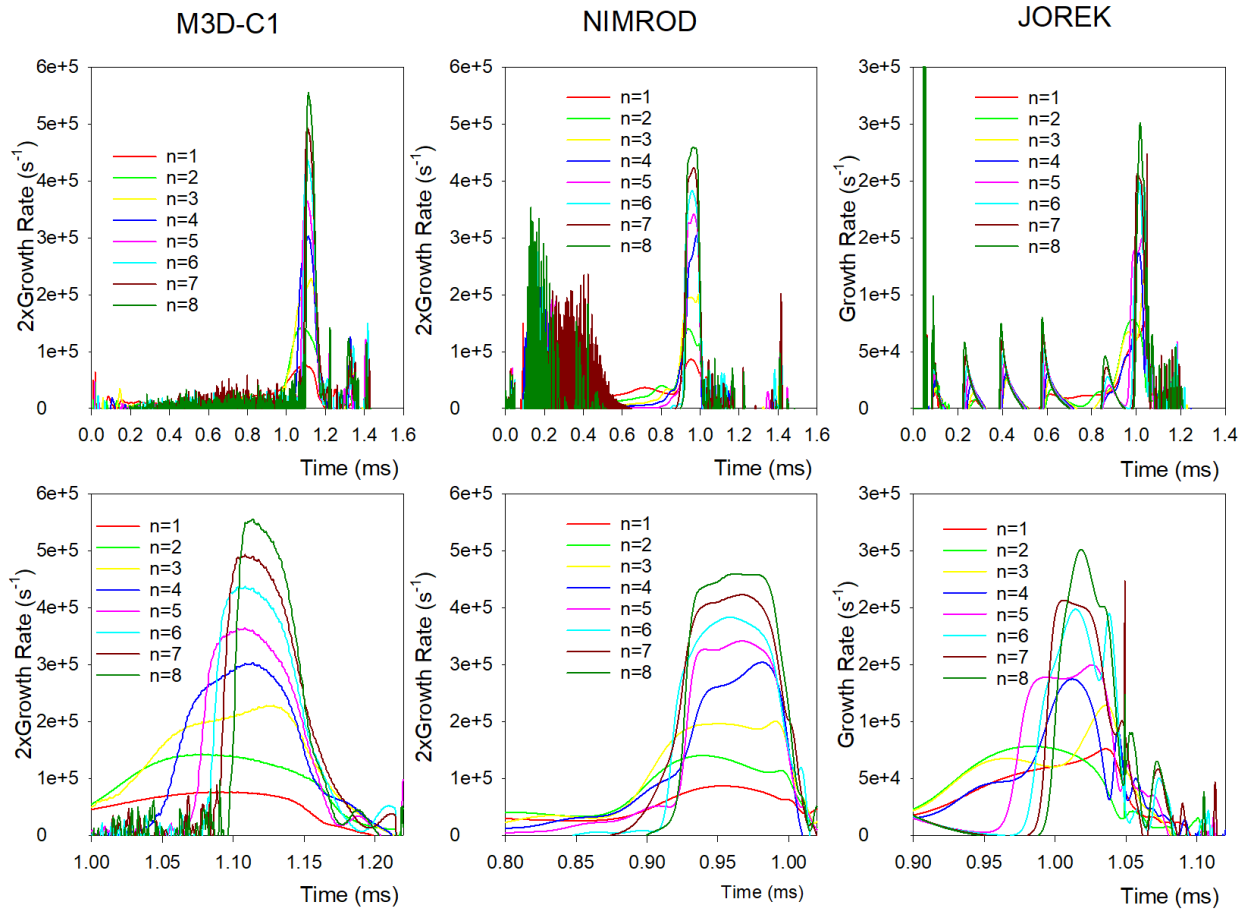 M3D-C1
NIMROD
JOREK
2xGrowth Rate (s-1)
6e+5
5e+5
4e+5
3e+5
2e+5
1e+5
0
n=1
n=2
n=3
n=4
n=5
n=6
n=7
n=8
0.0 0.2 0.4 0.6 0.8 1.0 1.2 1.4 1.6
Time (ms)
2xGrowth Rate (s-1)
6e+5
5e+5
4e+5
3e+5
2e+5
1e+5
0
n=1
n=2
n=3
n=4
n=5
n=6
n=7
n=8
0.0 0.2 0.4 0.6 0.8 1.0 1.2 1.4 1.6
Time (ms)
Growth Rate (s-1)
3e+5
3e+5
2e+5
2e+5
1e+5
5e+4
0
n=1
n=2
n=3
n=4
n=5
n=6
n=7
n=8
0.0 0.2 0.4 0.6 0.8 1.0 1.2 1.4
Time (ms)
2xGrowth Rate (s-1)
6e+5
5e+5
4e+5
3e+5
2e+5
1e+5
0
n=1
n=2
n=3
n=4
n=5
n=6
n=7
n=8
1.00 1.10 1.20
Time (ms)
2xGrowth Rate (s-1)
6e+5
5e+5
4e+5
3e+5
2e+5
1e+5
0
n=1
n=2
n=3
n=4
n=5
n=6
n=7
n=8
0.80 0.85 0.90 0.95 1.00
Time (ms)
Growth Rate (s-1)
3e+5
3e+5
2e+5
2e+5
1e+5
5e+4
0
n=1
n=2
n=3
n=4
n=5
n=6
n=7
n=8
0.90 0.95 1.00 1.05 1.10
Time (ms)